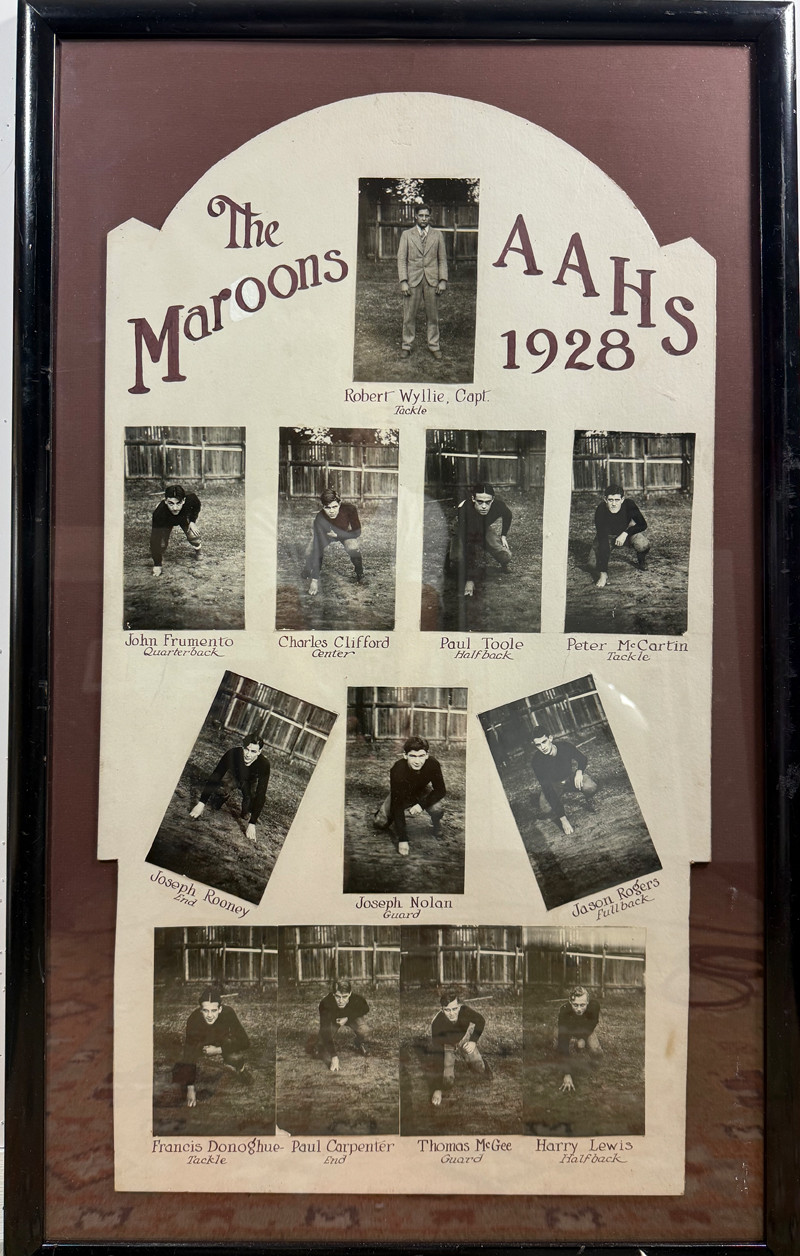 The
Maroons
AAHS
1928
Robert Wyllie, Capt.
Tackle
John Frumento
Quarterback
Charles Clifford
Center
Paul Toole
Halfback
Peter McCartin
Tackle
Joseph Rooney
End
Joseph Nolan
Guard
Jason Rogers
Fullback
Francis Donoghue
Tackle
Paul Carpenter
End
Thomas McGee
Guard
Harry Lewis
Halfback